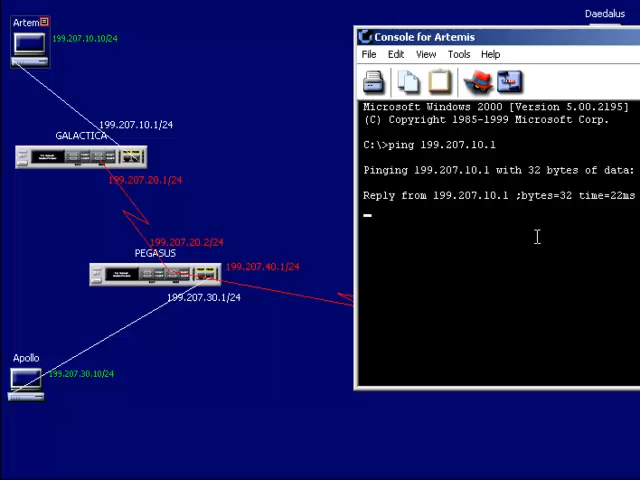 Daedalus
Artem
199.207.10.10/24
199.207.10.1/24
GALACTICA
199.207.20.1/24
199.207.20.2/24
PEGASUS
199.207.40.1/24
199.207.30.1/24
Apollo
199.207.30.10/24
Console for Artemis
File Edit View Tools Help
Microsoft Windows 2000 [Version 5.00.2195]
(C) Copyright 1985-1999 Microsoft Corp.
C:\>ping 199.207.10.1
Pinging 199.207.10.1 with 32 bytes of data:
Reply from 199.207.10.1 ;bytes=32 time=22ms